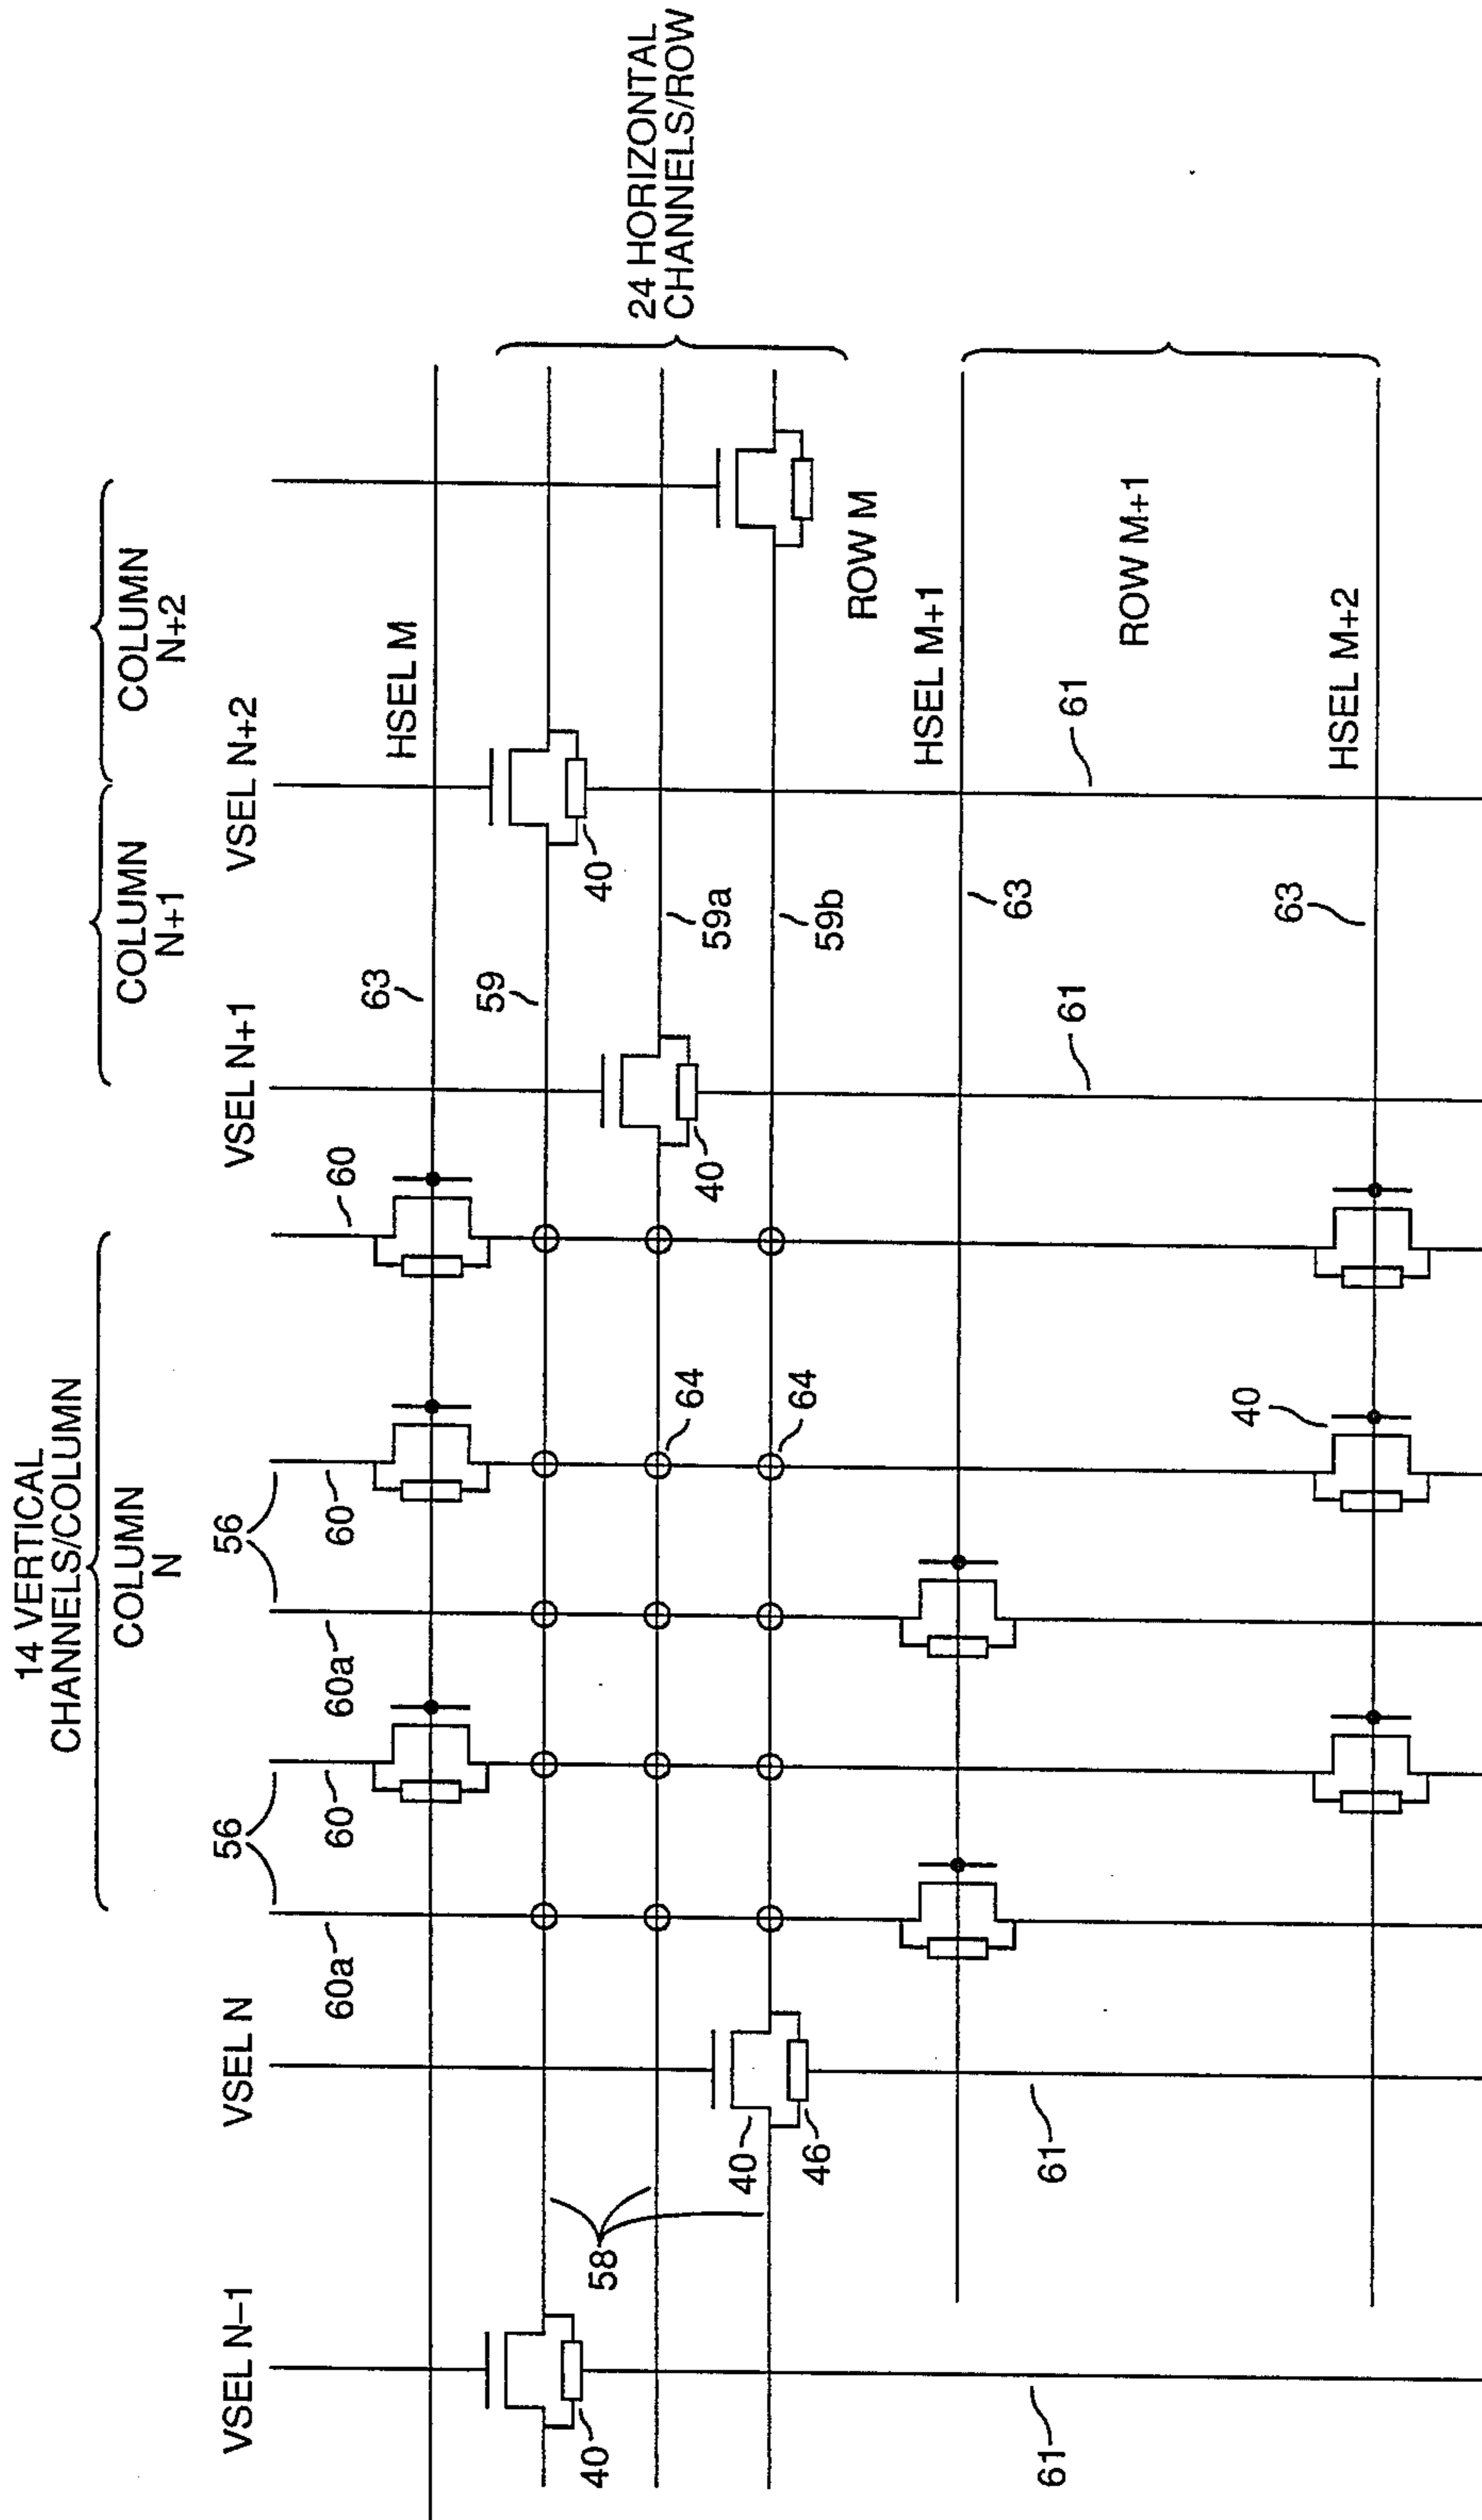 14 VERTICAL
CHANNELS/COLUMN
COLUMN
N
COLUMN
N+1
COLUMN
N+2
VSEL N–1
VSEL N
VSEL N+1
VSEL N+2
56
56
60a
60
60a
60
60
63
HSEL M
59
24 HORIZONTAL
CHANNELS/ROW
40
58
40
64
59a
40
46
40
64
59b
ROW M
HSEL M+1
63
61
61
61
61
ROW M+1
40
63
HSEL M+2